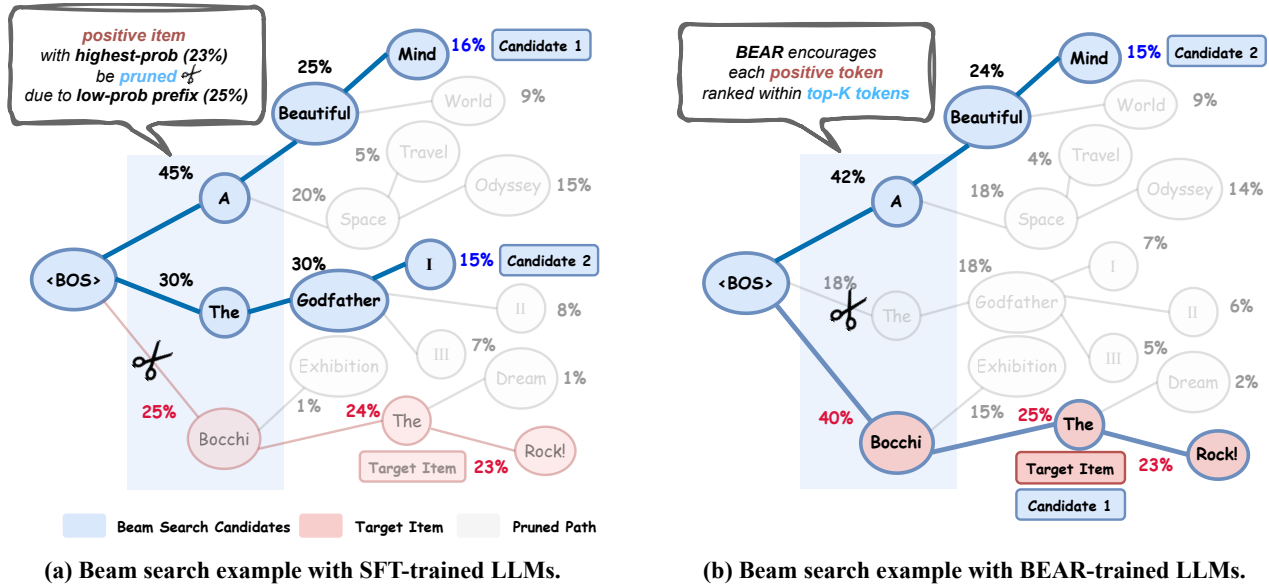 positive item
with highest-prob (23%)
be pruned
due to low-prob prefix (25%)
Mind
16%
Candidate 1
25%
Beautiful
World
9%
45%
5%
Travel
A
20%
Space
Odyssey
15%
<BOS>
30%
The
30%
Godfather
I
15%
Candidate 2
II
8%
III
7%
Exhibition
1%
Dream
1%
25%
Bocchi
24%
The
Rock!
Target Item
23%
Beam Search Candidates
Target Item
Pruned Path
(a) Beam search example with SFT-trained LLMs.
BEAR encourages
each positive token
ranked within top-K tokens
Mind
15%
Candidate 2
24%
Beautiful
World
9%
42%
4%
Travel
A
18%
Space
Odyssey
14%
<BOS>
18%
The
18%
Godfather
I
7%
II
6%
III
5%
Exhibition
15%
Dream
2%
40%
Bocchi
25%
The
Rock!
Target Item
23%
Candidate 1
(b) Beam search example with BEAR-trained LLMs.